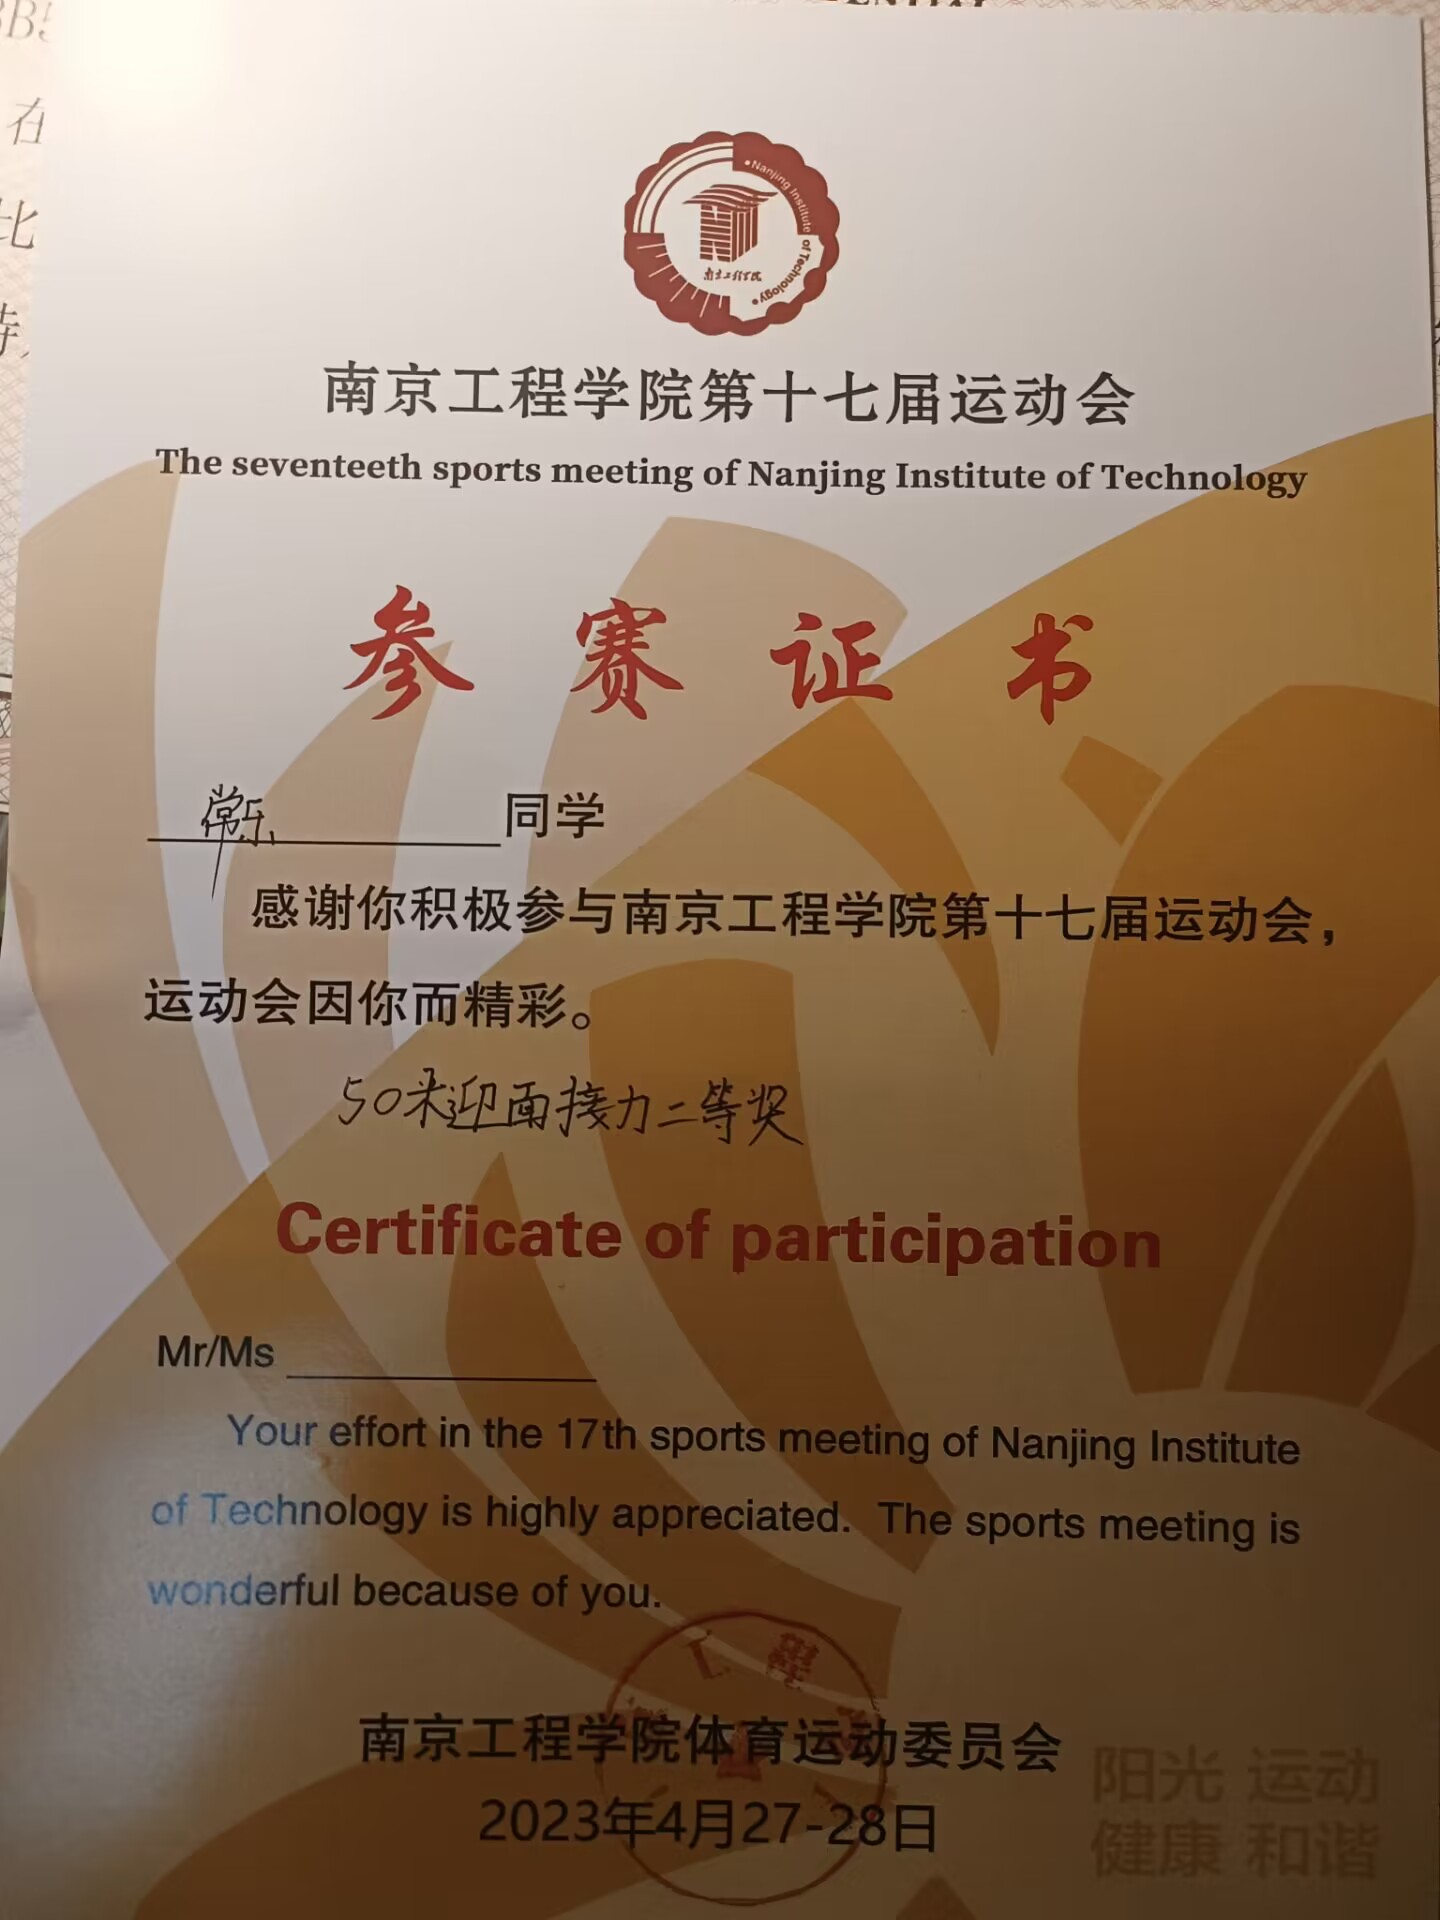 Nanjing Institute of Technology
南京工程学院
南京工程学院第十七届运动会
The seventeeth sports meeting of Nanjing Institute of Technology
参赛证书
常乐 同学
感谢你积极参与南京工程学院第十七届运动会，
运动会因你而精彩。
50米迎面接力二等奖
Certificate of participation
Mr/Ms
Your effort in the 17th sports meeting of Nanjing Institute
of Technology is highly appreciated. The sports meeting is
wonderful because of you.
工程
南京工程学院体育运动委员会
2023年4月27-28日
阳光 运动
健康 和谐